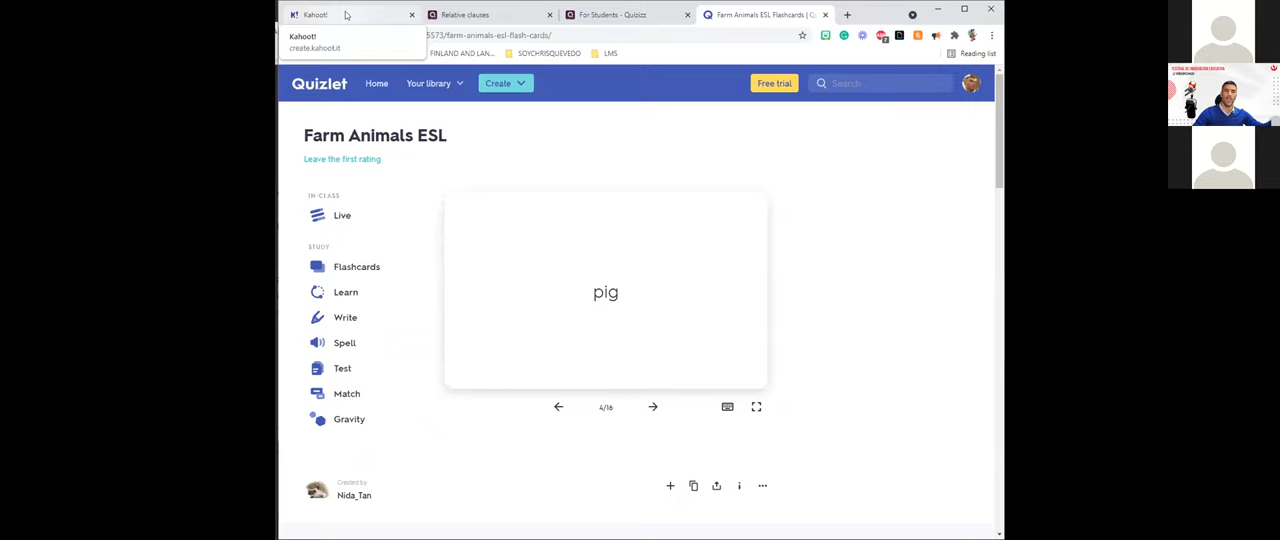 Kahoot!
Relative clauses
For Students - Quizizz
Farm Animals ESL Flashcards | Q
Kahoot!
create.kahoot.it
5573/farm-animals-esl-flash-cards/
Reading list
FINLAND AND LAN...
SOYCHRISQUEVEDO
LMS
Quizlet
Home
Your library
Create
Free trial
Search
Farm Animals ESL
Leave the first rating
IN-CLASS
Live
STUDY
Flashcards
Learn
Write
Spell
Test
Match
Gravity
pig
4/16
Created by
Nida_Tan